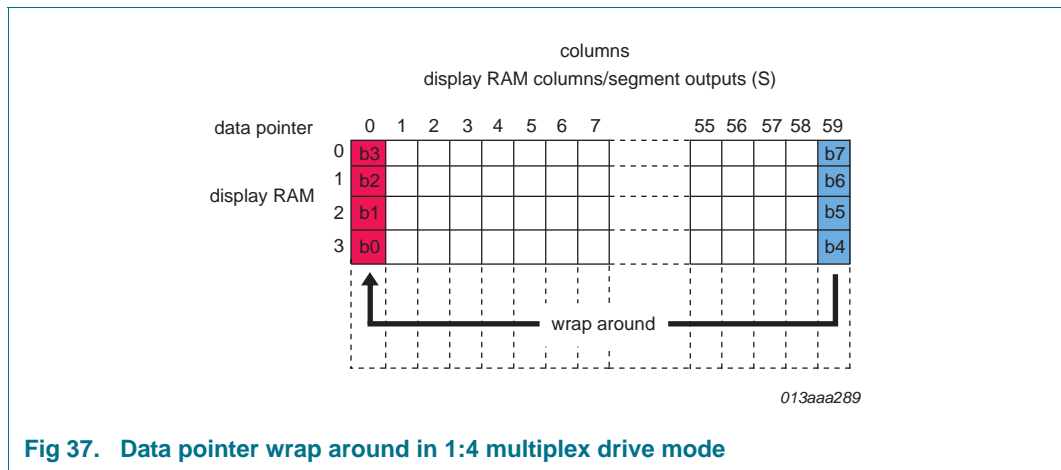 columns
display RAM columns/segment outputs (S)
data pointer 0 1 2 3 4 5 6 7 55 56 57 58 59
0 b3 b7
display RAM
1 b2 b6
2 b1 b5
3 b0 b4
wrap around
013aaa289
Fig 37. Data pointer wrap around in 1:4 multiplex drive mode